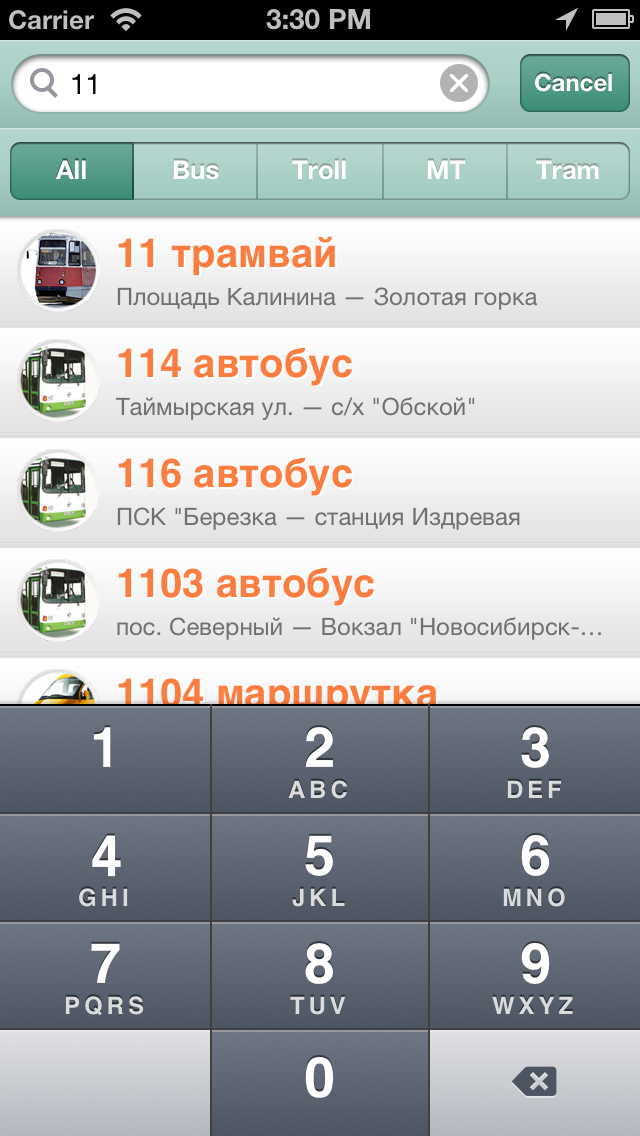 Carrier 3:30 PM
11 Cancel
All Bus Troll MT Tram
11 трамвай
Площадь Калинина — Золотая горка
114 автобус
Таймырская ул. — с/х "Обской"
116 автобус
ПСК "Березка — станция Издревая
1103 автобус
пос. Северный — Вокзал "Новосибирск-...
1104 маршрутка
1 2 3
ABC DEF
4 5 6
GHI JKL MNO
7 8 9
PQRS TUV WXYZ
0